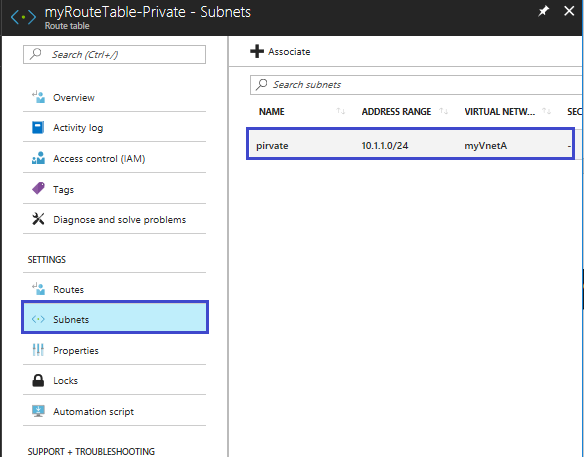 myRouteTable-Private - Subnets
Route table
Search (Ctrl+/)
Overview
Activity log
Access control (IAM)
Tags
Diagnose and solve problems
SETTINGS
Routes
Subnets
Properties
Locks
Automation script
SUPPORT + TROUBLESHOOTING
Associate
Search subnets
NAME ADDRESS RANGE VIRTUAL NETW... SEC
pirvate 10.1.1.0/24 myVnetA -